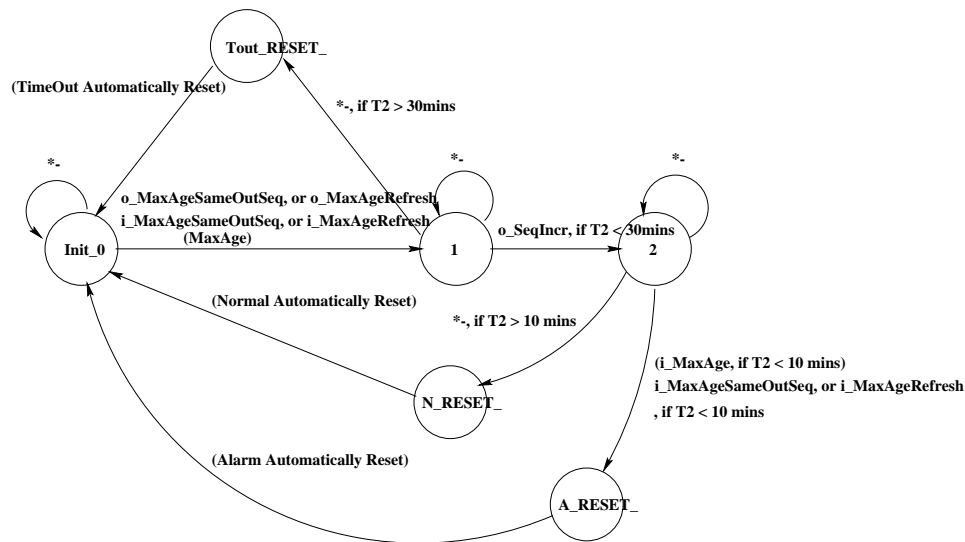 Tout_RESET_
(TimeOut Automatically Reset)
*-, if T2 > 30mins
*-
*-
*-
o_MaxAgeSameOutSeq, or o_MaxAgeRefresh
i_MaxAgeSameOutSeq, or i_MaxAgeRefresh
(MaxAge)
o_SeqIncr, if T2 < 30mins
Init_0
1
2
(Normal Automatically Reset)
*-, if T2 > 10 mins
(i_MaxAge, if T2 < 10 mins)
i_MaxAgeSameOutSeq, or i_MaxAgeRefresh
, if T2 < 10 mins
N_RESET_
(Alarm Automatically Reset)
A_RESET_